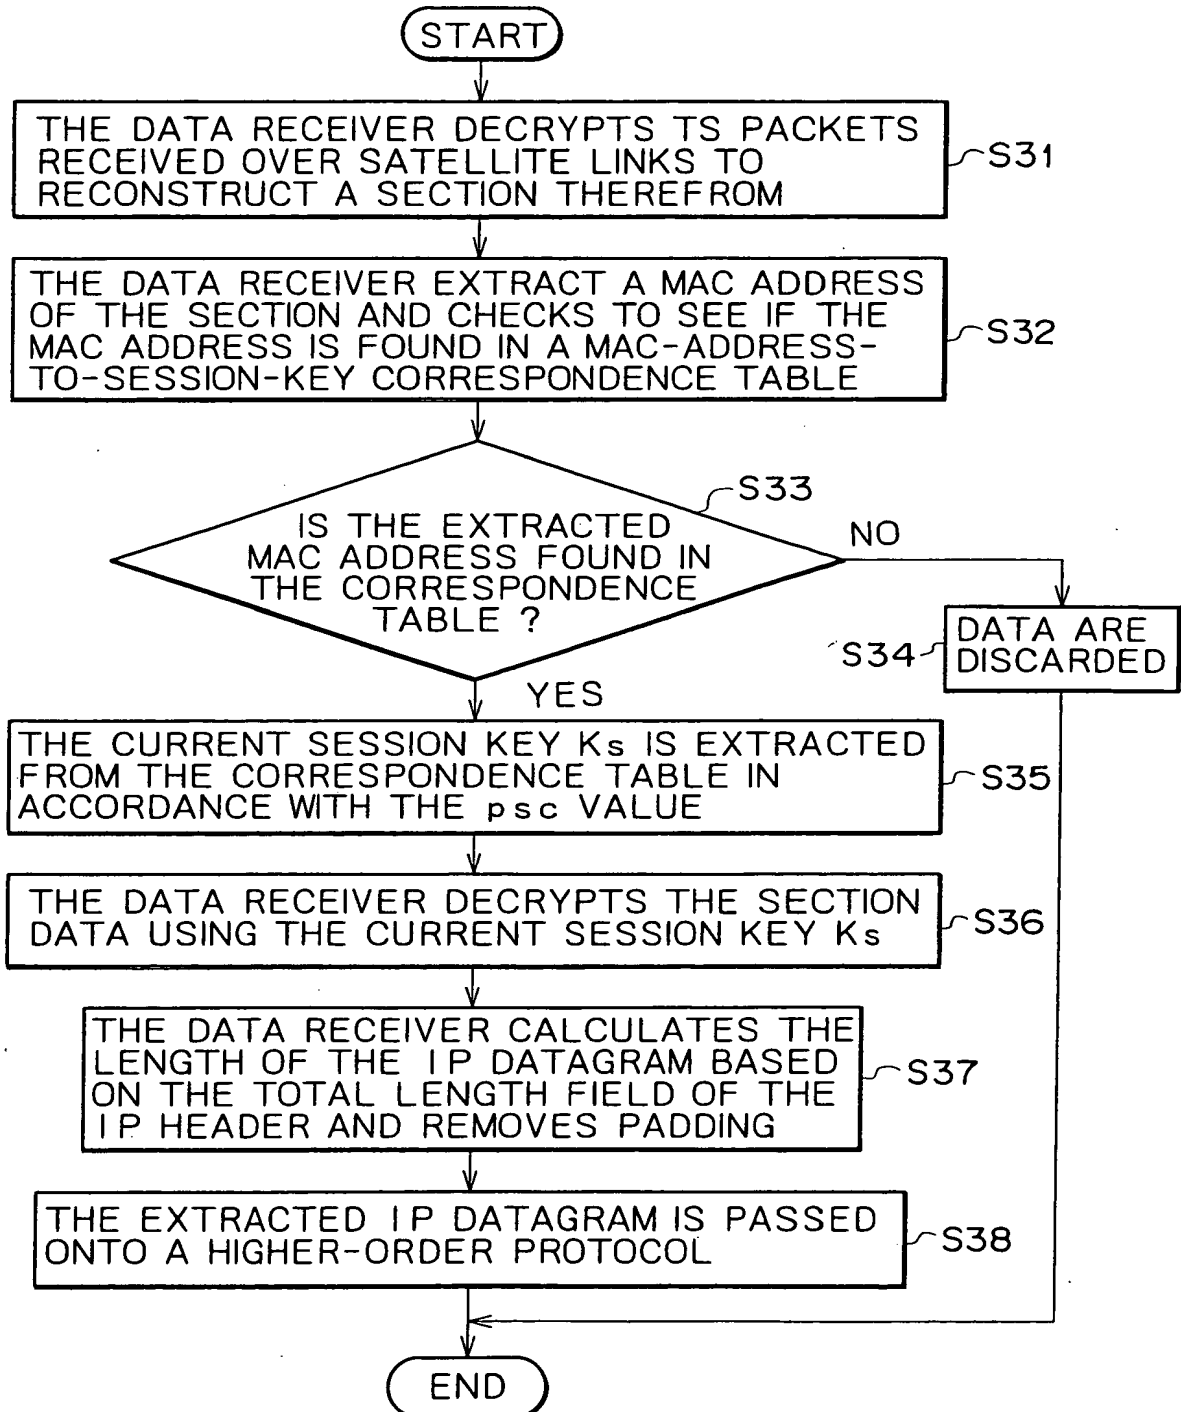 START
THE DATA RECEIVER DECRYPTS TS PACKETS
RECEIVED OVER SATELLITE LINKS TO
RECONSTRUCT A SECTION THEREFROM
S31
THE DATA RECEIVER EXTRACT A MAC ADDRESS
OF THE SECTION AND CHECKS TO SEE IF THE
MAC ADDRESS IS FOUND IN A MAC-ADDRESS-
TO-SESSION-KEY CORRESPONDENCE TABLE
S32
S33
IS THE EXTRACTED
MAC ADDRESS FOUND IN
THE CORRESPONDENCE
TABLE ?
NO
S34
DATA ARE
DISCARDED
YES
THE CURRENT SESSION KEY Ks IS EXTRACTED
FROM THE CORRESPONDENCE TABLE IN
ACCORDANCE WITH THE psc VALUE
S35
THE DATA RECEIVER DECRYPTS THE SECTION
DATA USING THE CURRENT SESSION KEY Ks
S36
THE DATA RECEIVER CALCULATES THE
LENGTH OF THE IP DATAGRAM BASED
ON THE TOTAL LENGTH FIELD OF THE
IP HEADER AND REMOVES PADDING
S37
THE EXTRACTED IP DATAGRAM IS PASSED
ONTO A HIGHER-ORDER PROTOCOL
S38
END